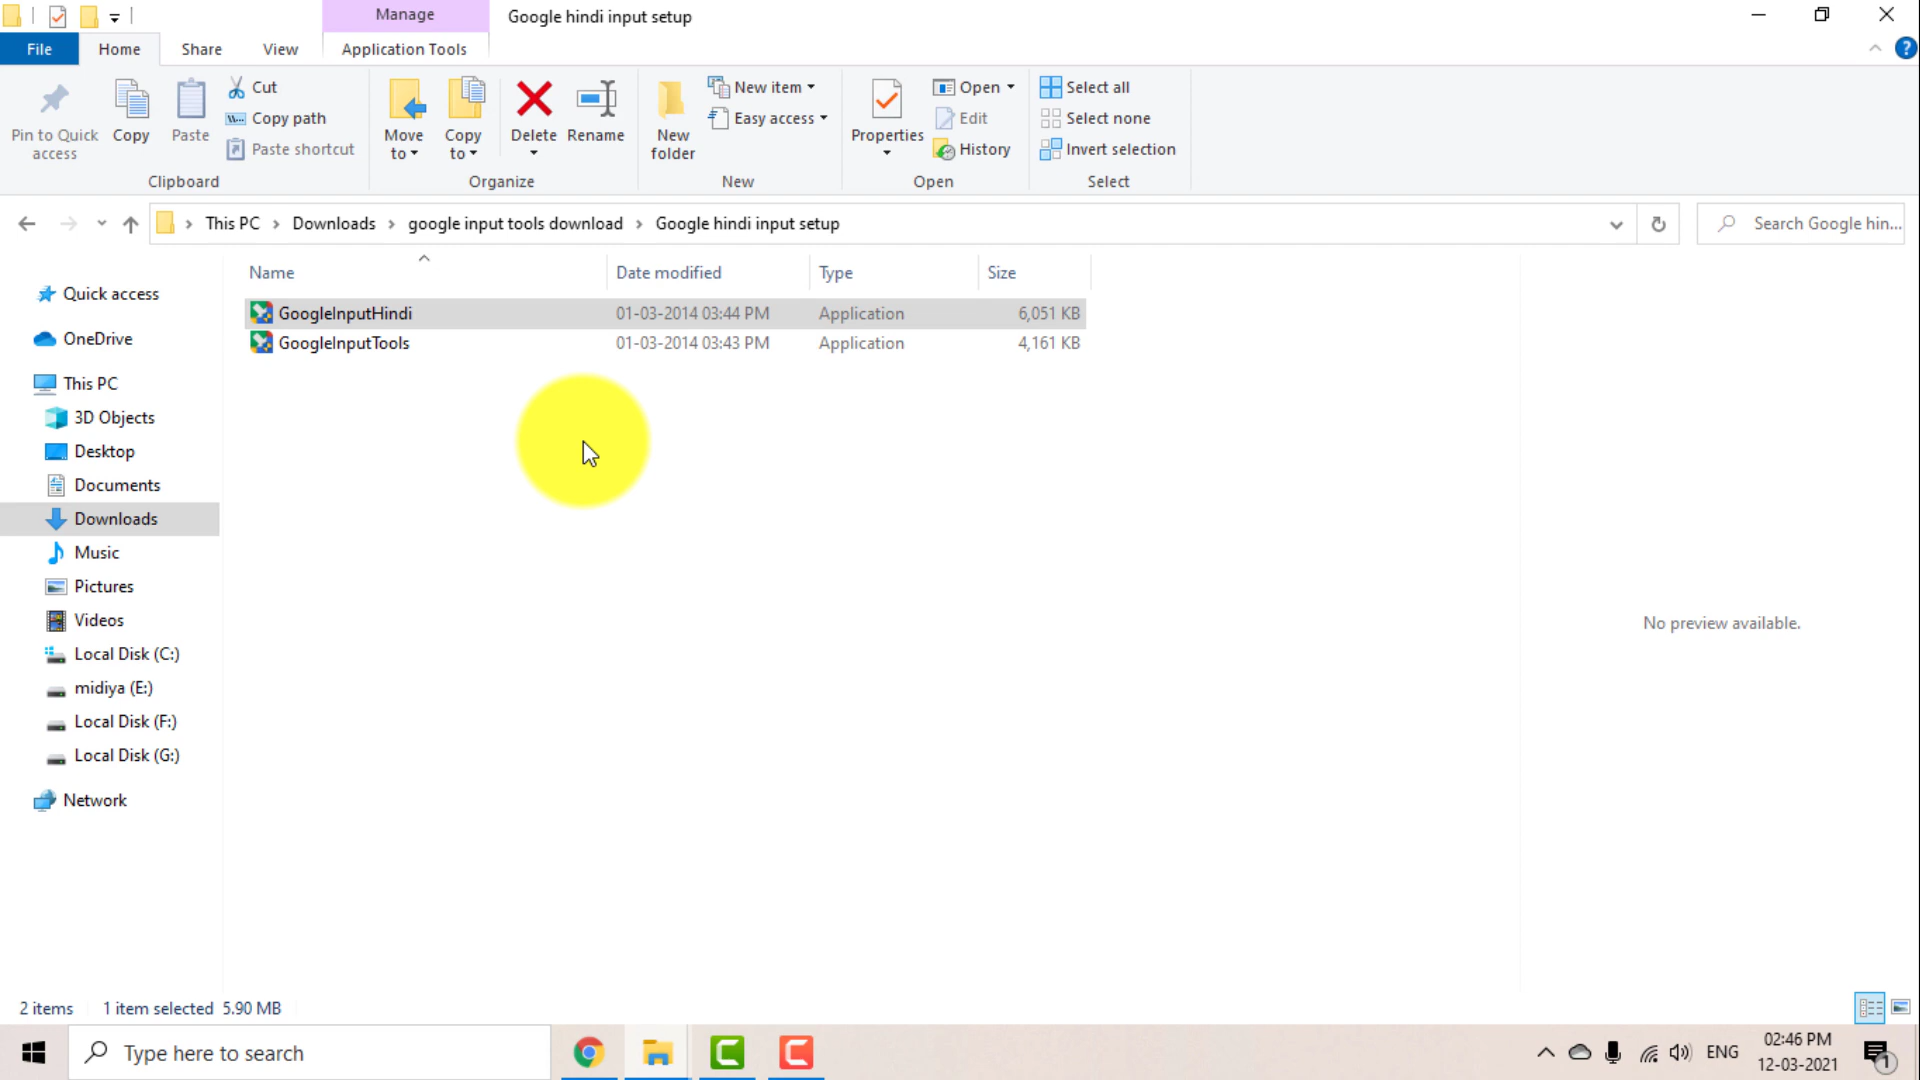 Manage
Google hindi input setup
File
Home
Share
View
Application Tools
Pin to Quick access
Copy
Paste
Cut
Copy path
Paste shortcut
Clipboard
Move to
Copy to
Delete
Rename
Organize
New folder
New item
Easy access
New
Properties
Open
Edit
History
Open
Select all
Select none
Invert selection
Select
This PC > Downloads > google input tools download > Google hindi input setup
Search Google hin...
Name Date modified Type Size
GoogleInputHindi 01-03-2014 03:44 PM Application 6,051 KB
GoogleInputTools 01-03-2014 03:43 PM Application 4,161 KB
Quick access
OneDrive
This PC
3D Objects
Desktop
Documents
Downloads
Music
Pictures
Videos
Local Disk (C:)
midiya (E:)
Local Disk (F:)
Local Disk (G:)
Network
No preview available.
2 items 1 item selected 5.90 MB
Type here to search
ENG
02:46 PM
12-03-2021
1